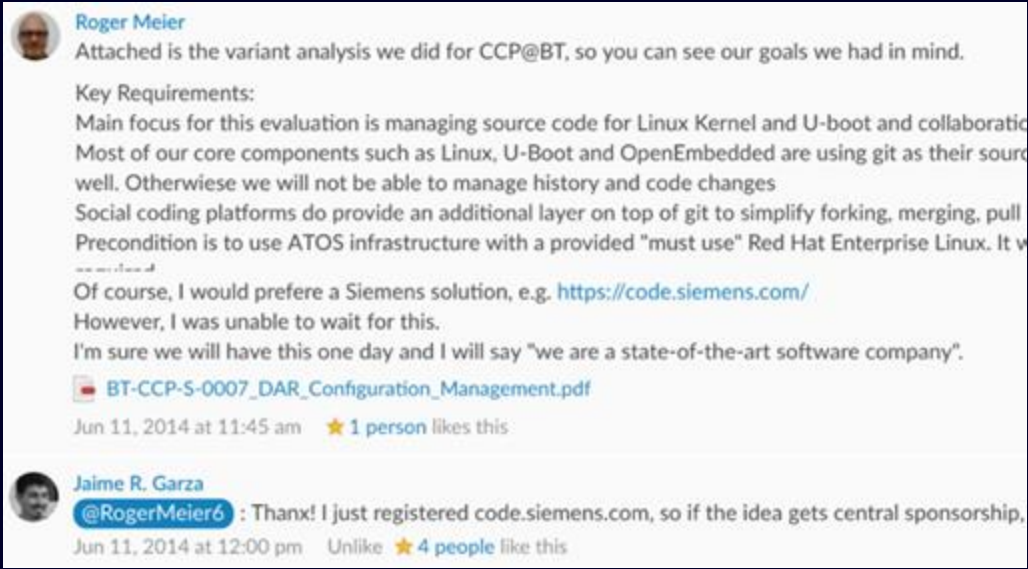 Roger Meier
Attached is the variant analysis we did for CCP@BT, so you can see our goals we had in mind.
Key Requirements:
Main focus for this evaluation is managing source code for Linux Kernel and U-boot and
Most of our core components such as Linux, U-Boot and OpenEmbedded are using git as their
well. Otherwiese we will not be able to manage history and code changes
Social coding platforms do provide an additional layer on top of git to simplify forking, merging, pull
Precondition is to use ATOS infrastructure with a provided "must use" Red Hat Enterprise Linux. It
Of course, I would prefere a Siemens solution, e.g. https://code.siemens.com/
However, I was unable to wait for this.
I'm sure we will have this one day and I will say "we are a state-of-the-art software company".
BT-CCP-S-0007_DAR_Configuration_Management.pdf
Jun 11, 2014 at 11:45 am 1 person likes this
Jaime R. Garza
@RogerMeier6 : Thanx! I just registered code.siemens.com, so if the idea gets central sponsorship,
Jun 11, 2014 at 12:00 pm Unlike 4 people like this